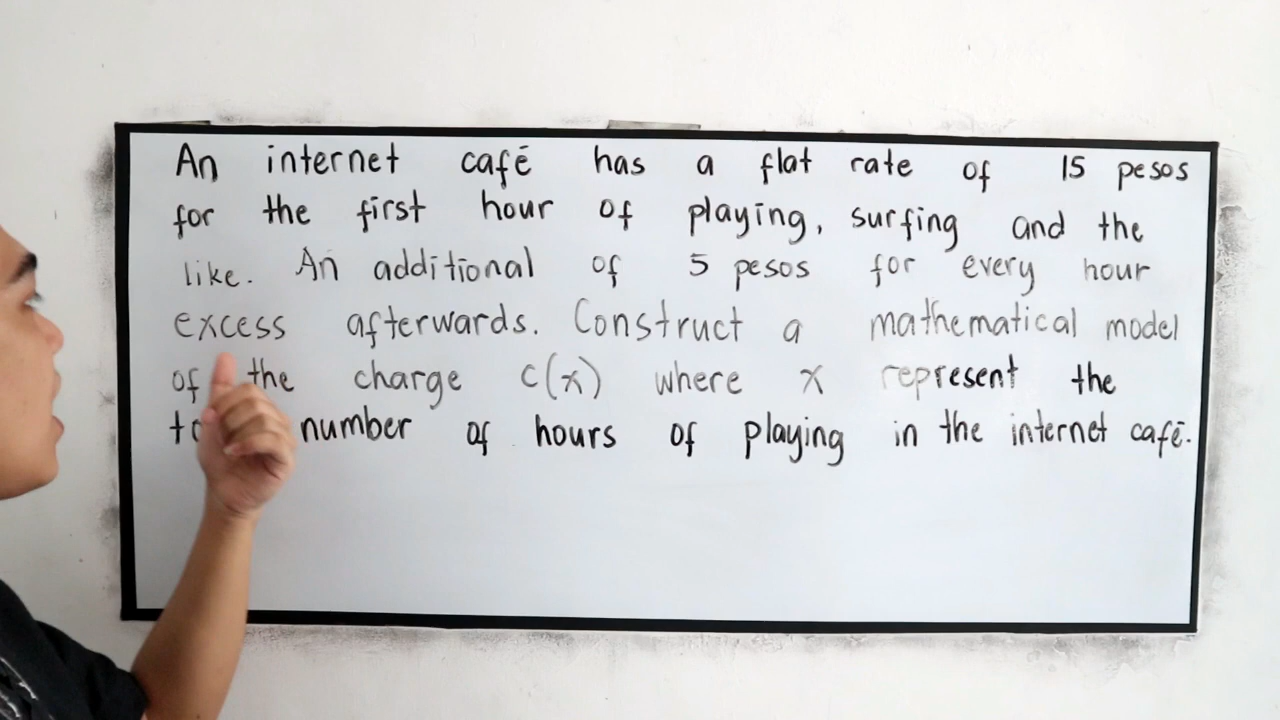 An internet café has a flat rate of 15 pesos
for the first hour of playing, surfing and the
like. An additional of 5 pesos for every hour
excess afterwards. Construct a mathematical model
of the charge c(x) where x represent the
number of hours of playing in the internet café.